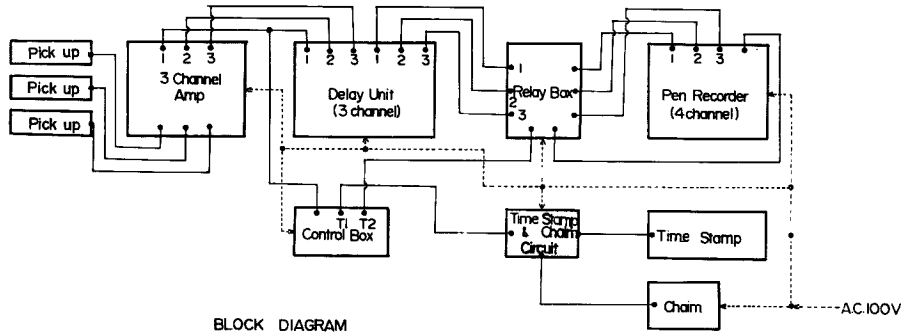 Pick up
Pick up
Pick up
1 2 3
3 Channel
Amp
1 2 3 1 2 3
Delay Unit
(3 channel)
1
Relay Box
2
3
1 2 3
Pen Recorder
(4 channel)
T1 T2
Control Box
Time Stamp
& Chaim
Circuit
Time Stamp
Chaim
A.C.100V
BLOCK DIAGRAM